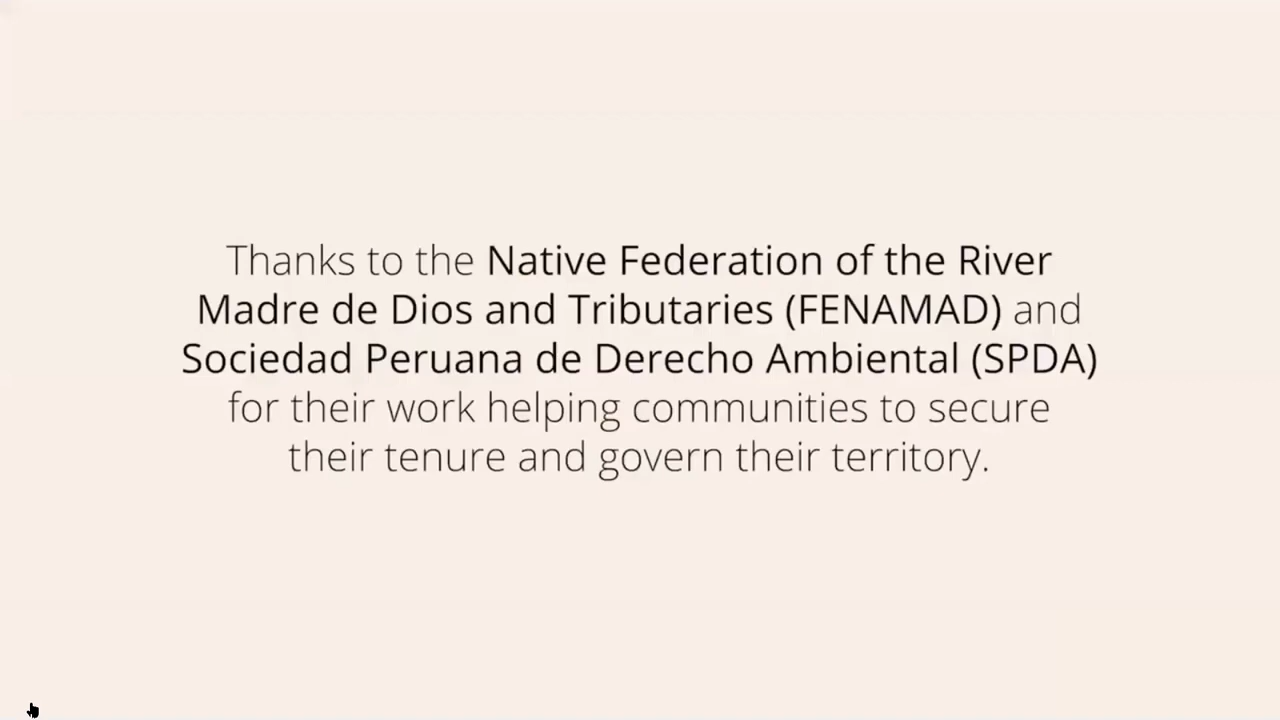 Thanks to the Native Federation of the River
Madre de Dios and Tributaries (FENAMAD) and
Sociedad Peruana de Derecho Ambiental (SPDA)
for their work helping communities to secure
their tenure and govern their territory.